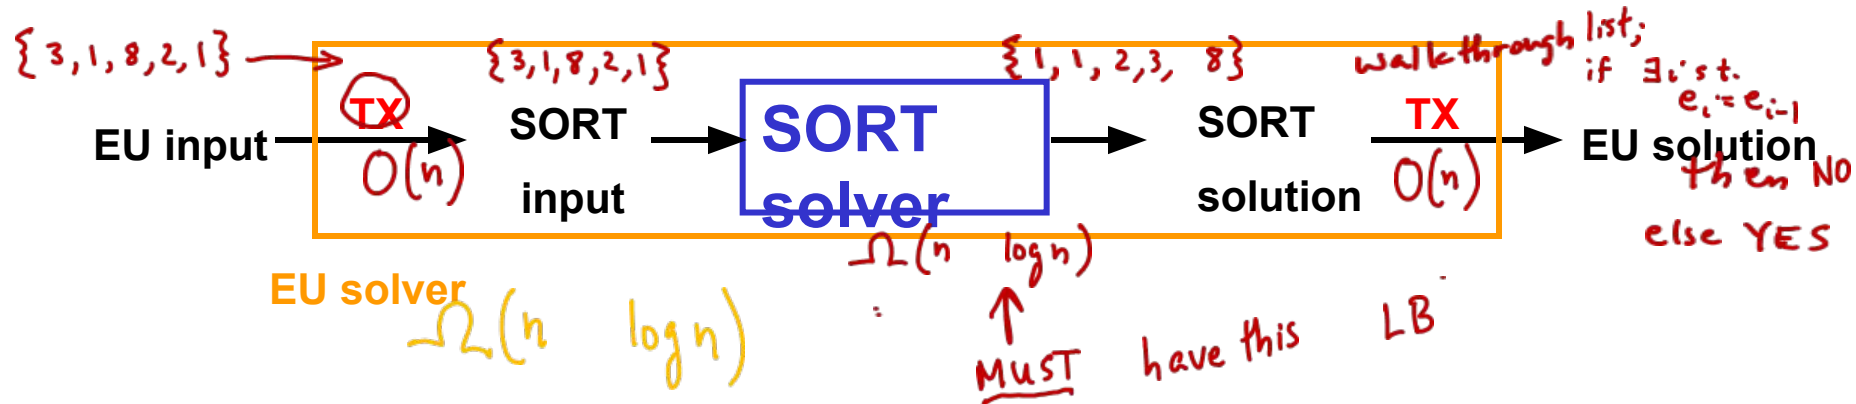 {3,1,8,2,1}
{3,1,8,2,1}
{1,1,2,3, 8}
walkthrough list;
if ∃i s.t.
e_i = e_{i-1}
then NO
else YES
EU input
TX
O(n)
SORT
input
SORT
solver
SORT
solution
TX
O(n)
EU solution
EU solver
Ω(n log n)
Ω(n log n)
MUST have this LB